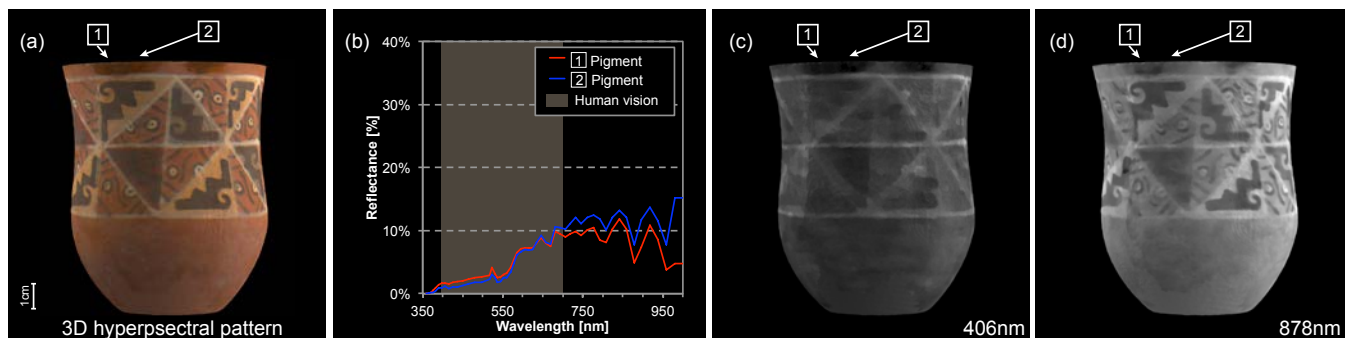 (a)
1
2
1cm
3D hyperpsectral pattern
(b)
Reflectance [%]
40%
30%
20%
10%
0%
350
550
750
950
Wavelength [nm]
1 Pigment
2 Pigment
Human vision
(c)
1
2
406nm
(d)
1
2
878nm